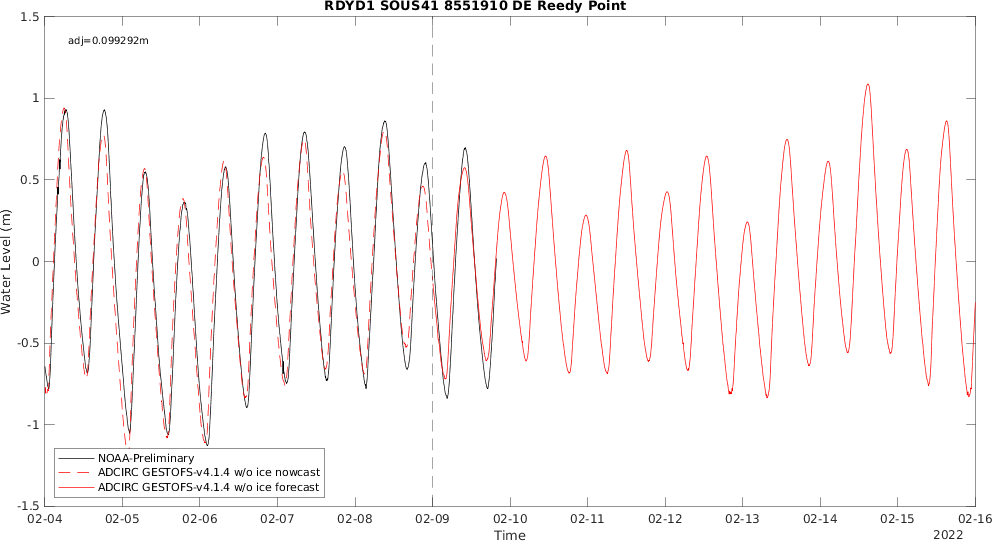 RDYD1 SOUS41 8551910 DE Reedy Point
1.5
adj=0.099292m
1
0.5
0
-0.5
-1
-1.5
Water Level (m)
NOAA-Preliminary
ADCIRC GESTOFS-v4.1.4 w/o ice nowcast
ADCIRC GESTOFS-v4.1.4 w/o ice forecast
02-04 02-05 02-06 02-07 02-08 02-09 02-10 02-11 02-12 02-13 02-14 02-15 02-16
Time
2022